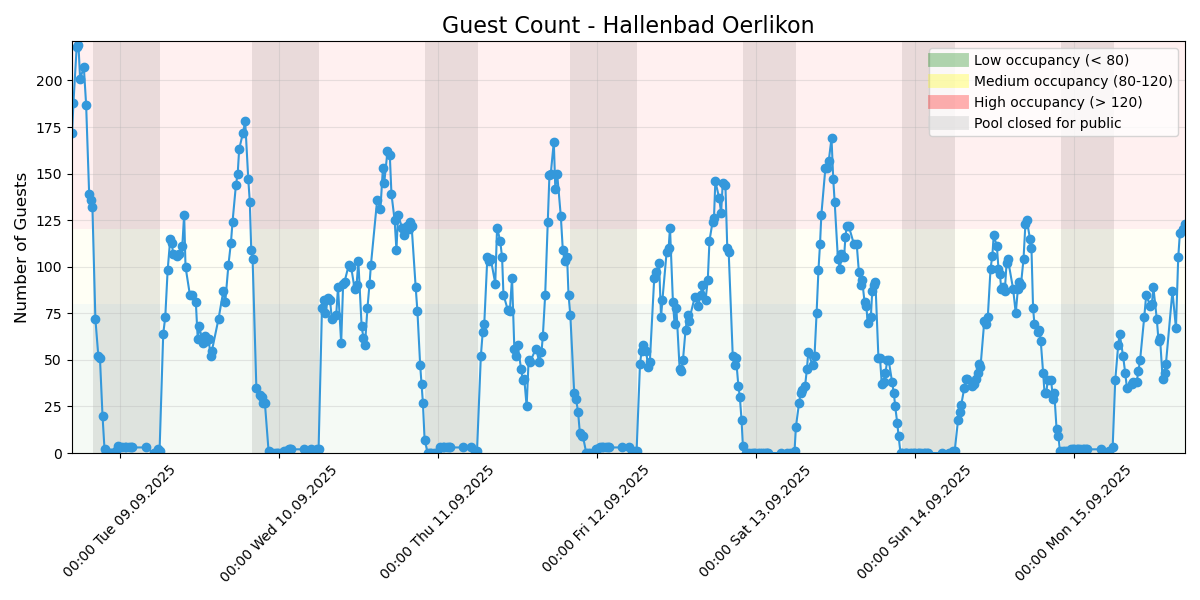 Guest Count - Hallenbad Oerlikon
Low occupancy (< 80)
Medium occupancy (80-120)
High occupancy (> 120)
Pool closed for public
Number of Guests
200
175
150
125
100
75
50
25
0
00:00 Tue 09.09.2025
00:00 Wed 10.09.2025
00:00 Thu 11.09.2025
00:00 Fri 12.09.2025
00:00 Sat 13.09.2025
00:00 Sun 14.09.2025
00:00 Mon 15.09.2025